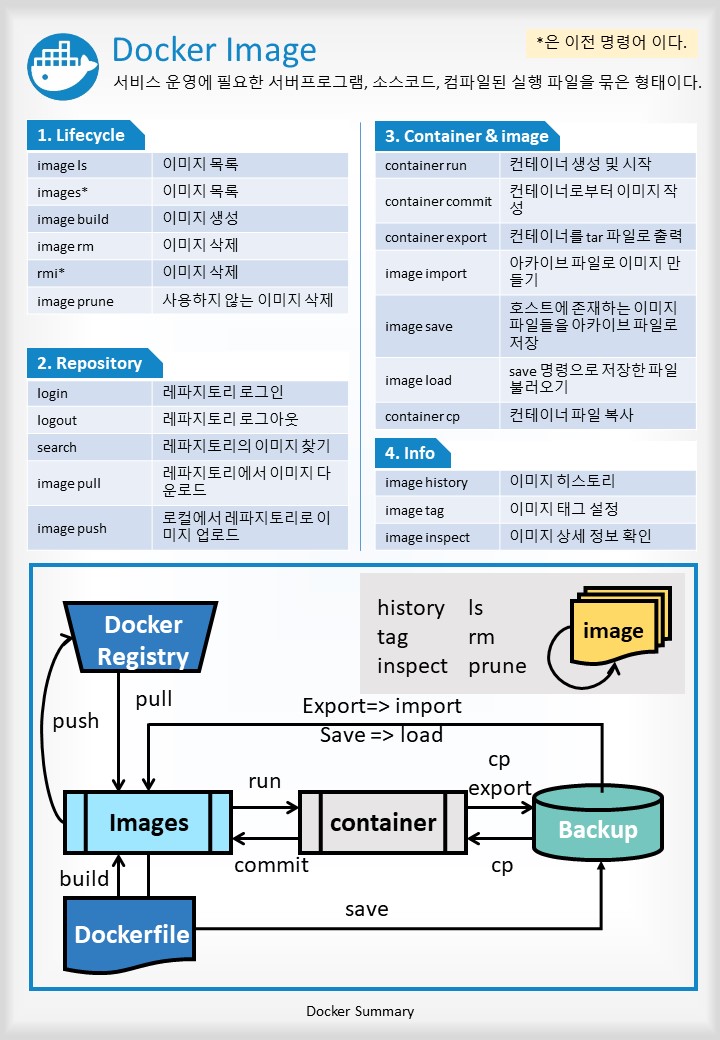 Docker Image
*은 이전 명령어 이다.
서비스 운영에 필요한 서버프로그램, 소스코드, 컴파일된 실행 파일을 묶은 형태이다.
1. Lifecycle
image ls 이미지 목록
images* 이미지 목록
image build 이미지 생성
image rm 이미지 삭제
rmi* 이미지 삭제
image prune 사용하지 않는 이미지 삭제
2. Repository
login 레파지토리 로그인
logout 레파지토리 로그아웃
search 레파지토리의 이미지 찾기
image pull 레파지토리에서 이미지 다
운로드
image push 로컬에서 레파지토리로 이
미지 업로드
3. Container & image
container run 컨테이너 생성 및 시작
container commit 컨테이너로부터 이미지 작
성
container export 컨테이너를 tar 파일로 출력
image import 아카이브 파일로 이미지 만
들기
image save 호스트에 존재하는 이미지
파일들을 아카이브 파일로
저장
image load save 명령으로 저장한 파일
불러오기
container cp 컨테이너 파일 복사
4. Info
image history 이미지 히스토리
image tag 이미지 태그 설정
image inspect 이미지 상세 정보 확인
Docker
Registry
history ls
tag rm
inspect prune
image
pull
push
Export=> import
Save => load
run
cp
export
Images
container
Backup
commit
cp
build
save
Dockerfile
Docker Summary